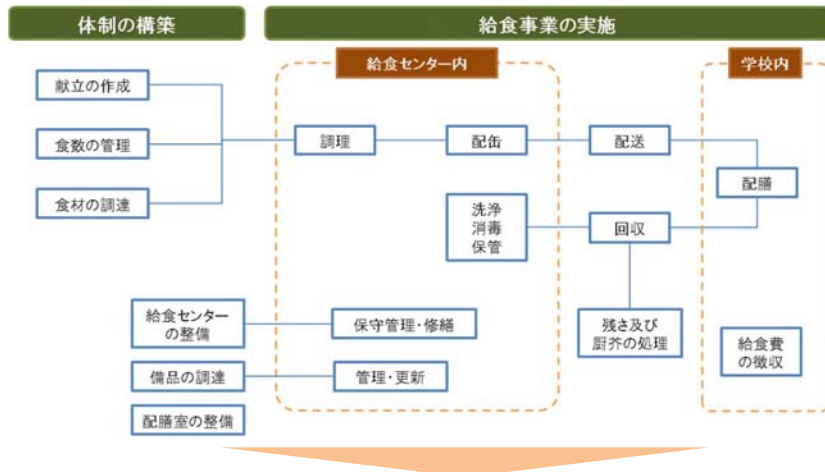 体制の構築
給食事業の実施
給食センター内
学校内
献立の作成
食数の管理
食材の調達
調理
配缶
配送
配膳
洗浄
消毒
保管
回収
給食センター
の整備
保守管理・修繕
残さ及び
厨芥の処理
給食費
の徴収
備品の調達
管理・更新
配膳室の整備